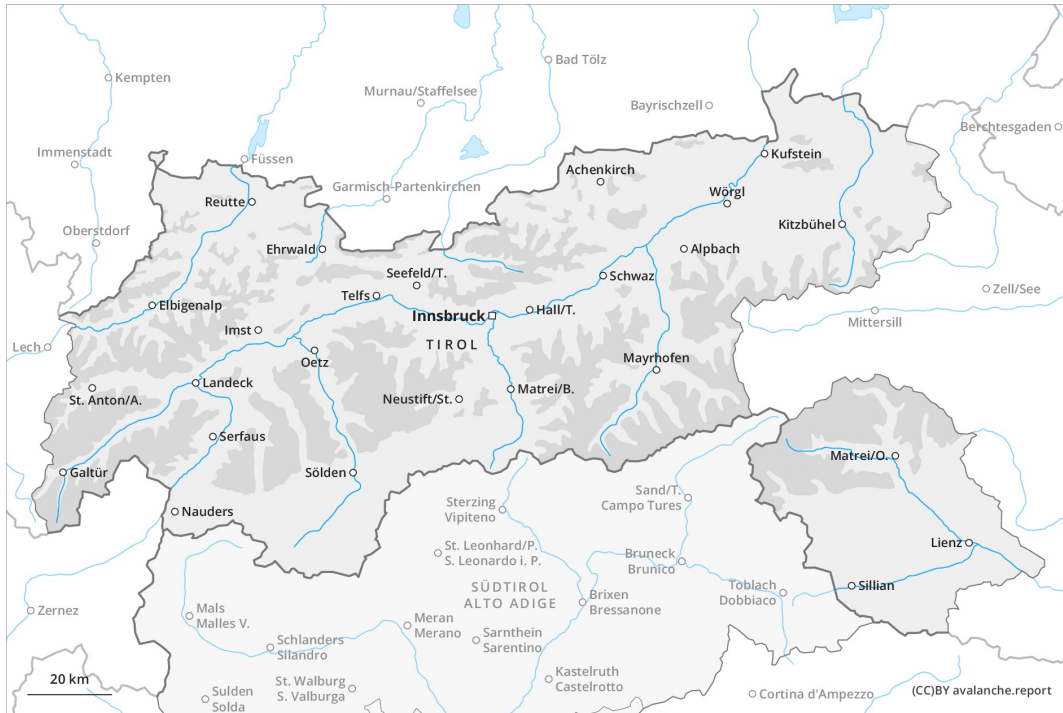 Kempten
Bad Tölz
Murnau/Staffelsee
Bayrischzell
Berchtesgaden
Immenstadt
Füssen
Kufstein
Achenkirch
Garmisch-Partenkirchen
Wörgl
Reutte
Kitzbühel
Oberstdorf
Ehrwald
Alpbach
Seefeld/T.
Schwaz
Zell/See
Telfs
Elbigenalp
Innsbruck
Hall/T.
Mittersill
Imst
TIROL
Lech
Oetz
Mayrhofen
Landeck
Matrei/B.
St. Anton/A.
Neustift/St.
Serfaus
Matrei/O.
Galtür
Sölden
Sand/T.
Campo Tures
Sterzing
Vipiteno
Nauders
Lienz
St. Leonhard/P.
S. Leonardo i. P.
Bruneck
Brunico
SÜDTIROL
ALTO ADIGE
Toblach
Dobbiaco
Sillian
Brixen
Bressanone
Zernez
Mals
Malles V.
Meran
Merano
Sarnthein
Sarentino
Schlanders
Silandro
Kastelruth
Castelrotto
20 km
St. Walburg
S. Valburga
Sulden
Solda
Cortina d'Ampezzo
(CC)BY avalanche.report